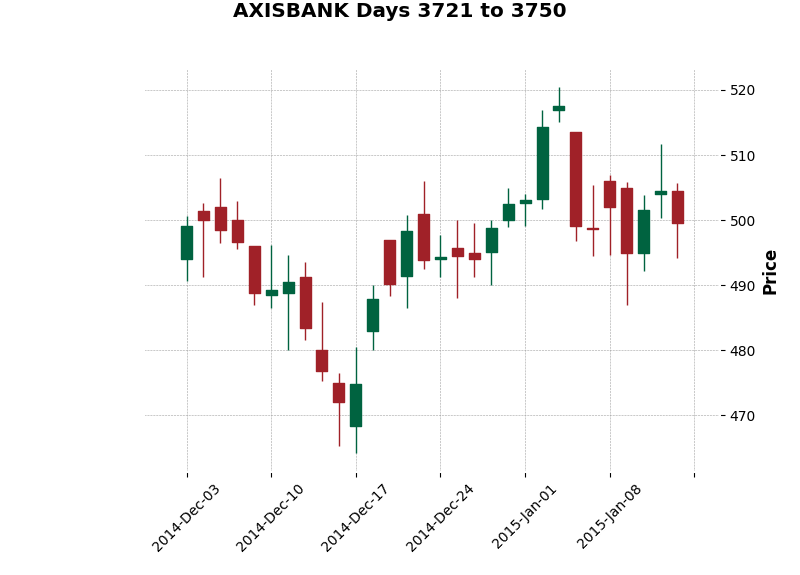 AXISBANK Days 3721 to 3750
520
510
500
490
480
470
Price
2014-Dec-03
2014-Dec-10
2014-Dec-17
2014-Dec-24
2015-Jan-01
2015-Jan-08